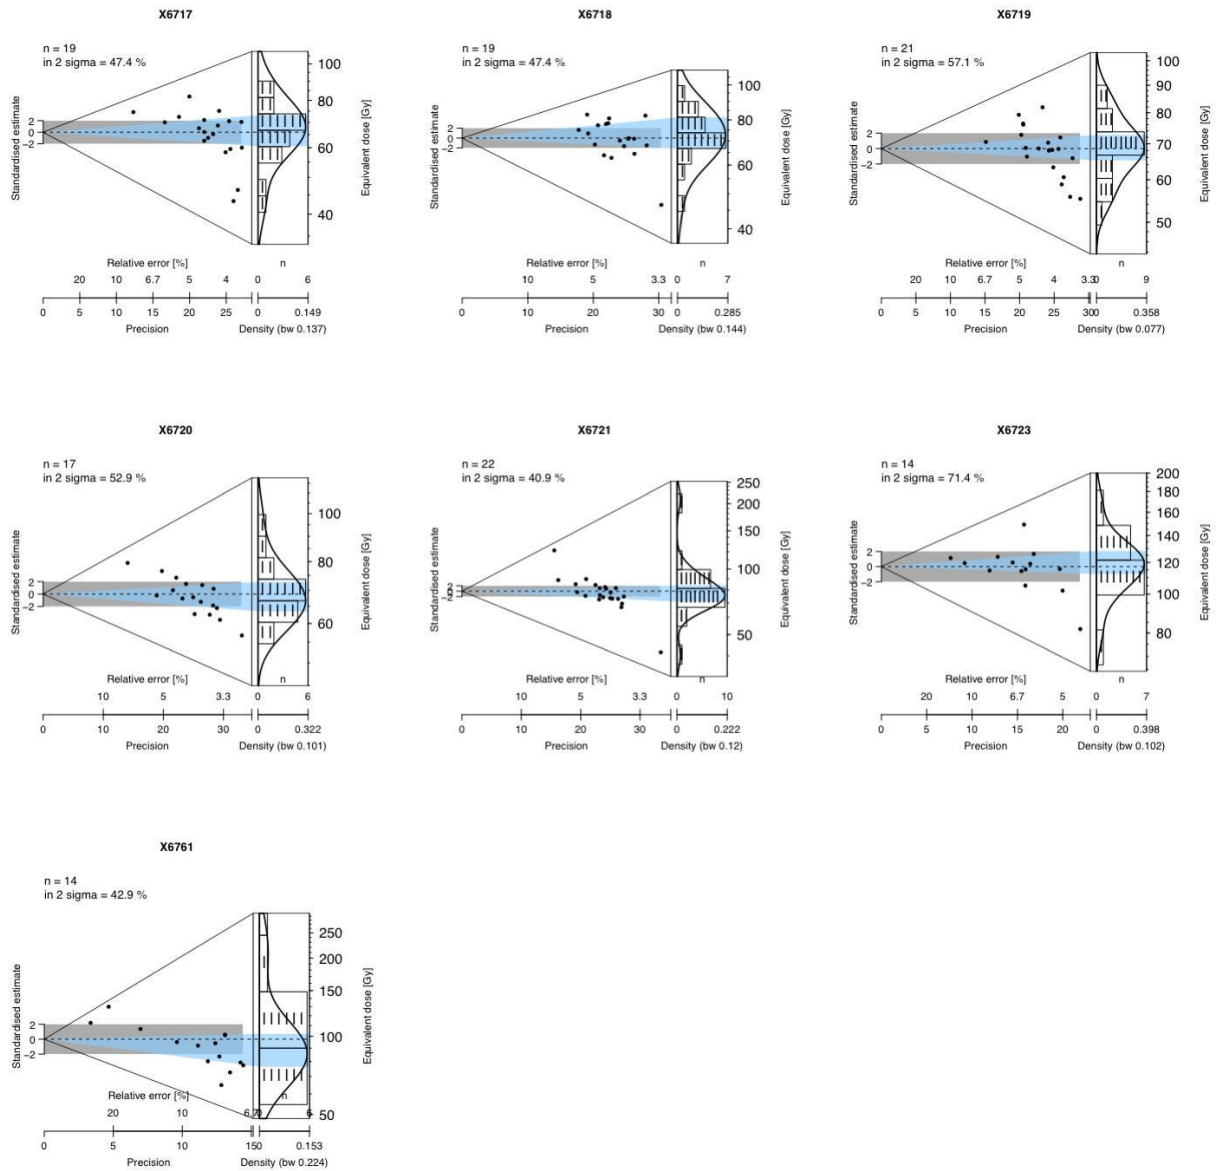 X6717
n = 19
in 2 sigma = 47.4 %
Standardised estimate
2
0
−2
100
80
60
40
Equivalent dose [Gy]
Relative error [%]
n
20 10 6.7 5 4 0 6
0 5 10 15 20 25 0.149
Precision
Density (bw 0.137)
X6718
n = 19
in 2 sigma = 47.4 %
Standardised estimate
2
0
−2
100
80
60
40
Equivalent dose [Gy]
Relative error [%]
n
10 5 3.3 0 7
0 10 20 30 0.285
Precision
Density (bw 0.144)
X6719
n = 21
in 2 sigma = 57.1 %
Standardised estimate
2
0
−2
100
90
80
70
60
50
Equivalent dose [Gy]
Relative error [%]
n
20 10 6.7 5 4 3.3 0 9
0 5 10 15 20 25 30 0 0.358
Precision
Density (bw 0.077)
X6720
n = 17
in 2 sigma = 52.9 %
Standardised estimate
2
0
−2
100
80
60
Equivalent dose [Gy]
Relative error [%]
n
10 5 3.3 0 6
0 10 20 30 0.322
Precision
Density (bw 0.101)
X6721
n = 22
in 2 sigma = 40.9 %
Standardised estimate
2
0
−2
250
200
150
100
50
Equivalent dose [Gy]
Relative error [%]
n
10 5 3.3 0 10
0 10 20 30 0.222
Precision
Density (bw 0.12)
X6723
n = 14
in 2 sigma = 71.4 %
Standardised estimate
2
0
−2
200
180
160
140
120
100
80
Equivalent dose [Gy]
Relative error [%]
n
20 10 6.7 5 0 7
0 5 10 15 20 0.398
Precision
Density (bw 0.102)
X6761
n = 14
in 2 sigma = 42.9 %
Standardised estimate
2
0
−2
250
200
150
100
50
Equivalent dose [Gy]
Relative error [%]
n
20 10 6.7 0 6
0 5 10 15 0 0.153
Precision
Density (bw 0.224)